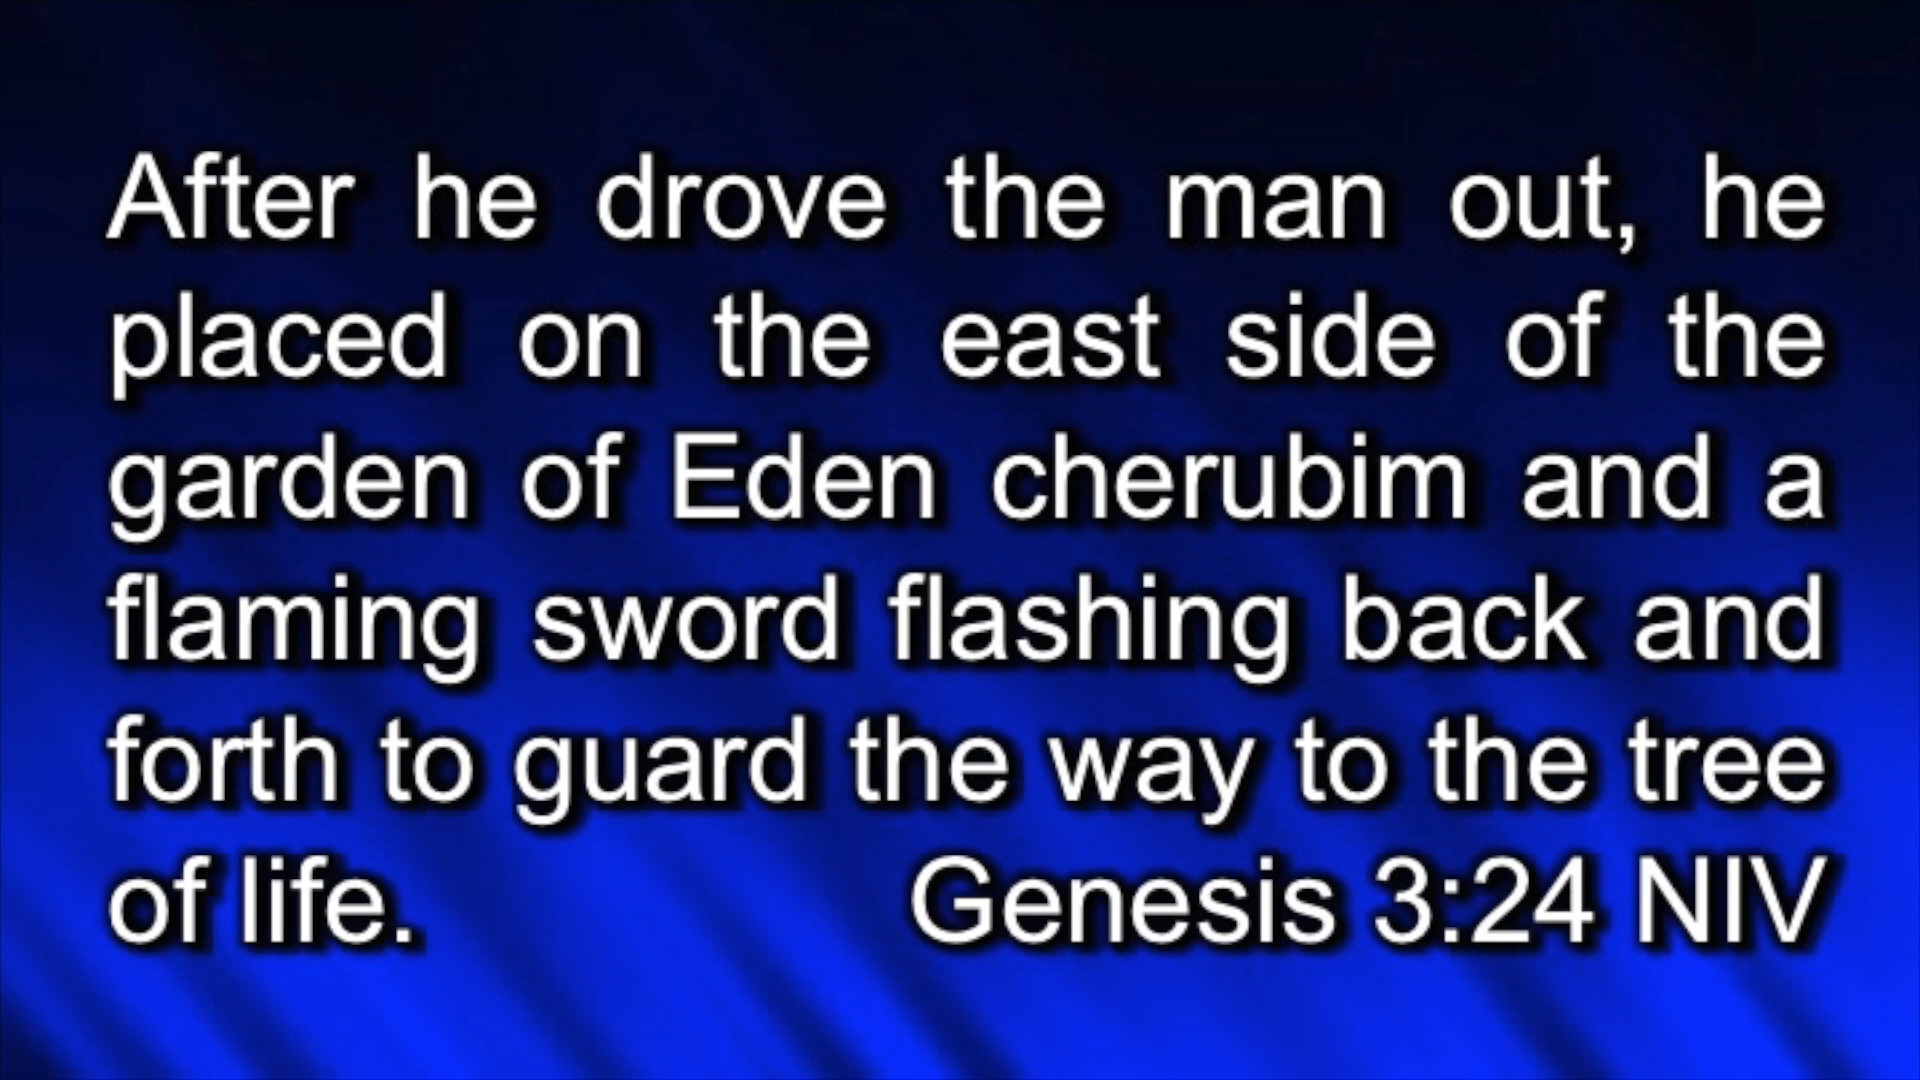 After he drove the man out, he
placed on the east side of the
garden of Eden cherubim and a
flaming sword flashing back and
forth to guard the way to the tree
of life. Genesis 3:24 NIV